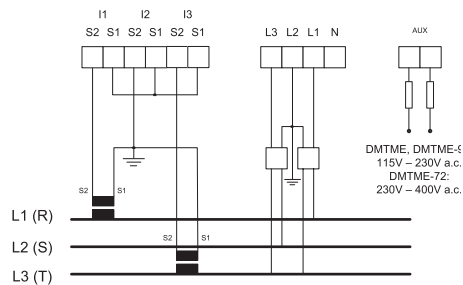 I1 I2 I3
S2 S1 S2 S1 S2 S1 L3 L2 L1 N AUX
DMTME, DMTME-9
115V – 230V a.c.
DMTME-72:
230V – 400V a.c.
S2 S1
L1 (R)
S2 S1
L2 (S)
L3 (T)